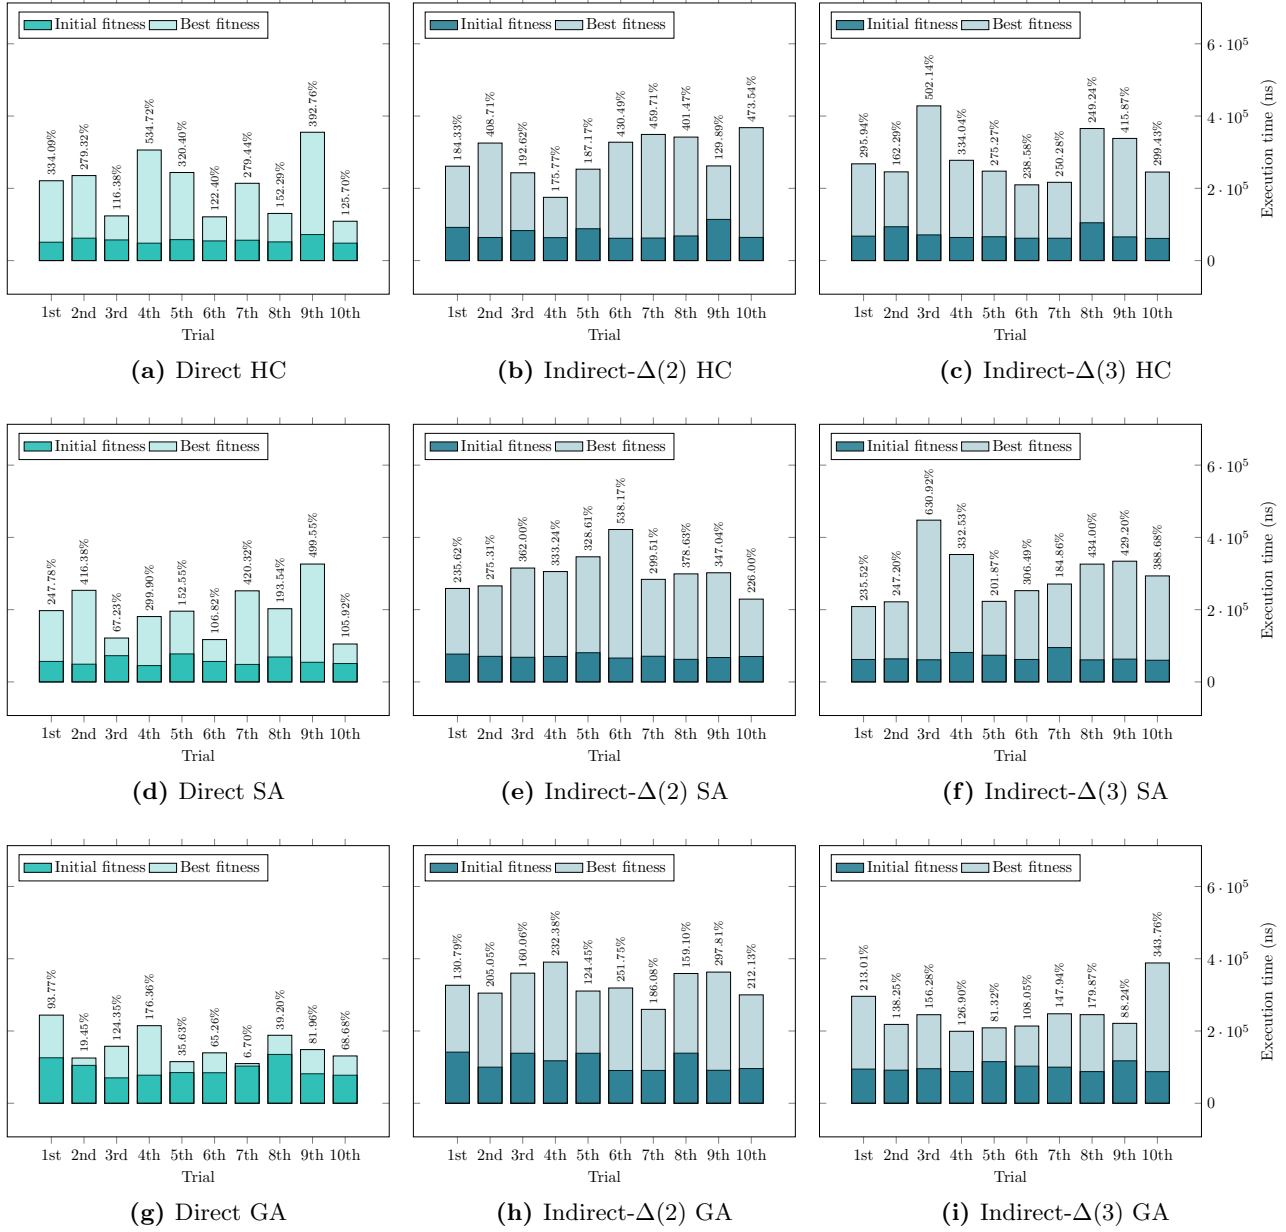 Initial fitness Best fitness
334.09% 279.32% 116.38% 534.72% 320.40% 122.40% 279.44% 152.29% 392.76% 125.70%
1st 2nd 3rd 4th 5th 6th 7th 8th 9th 10th
Trial
(a) Direct HC
Initial fitness Best fitness
184.33% 408.71% 192.62% 175.77% 187.17% 430.49% 459.71% 401.47% 129.89% 473.54%
1st 2nd 3rd 4th 5th 6th 7th 8th 9th 10th
Trial
(b) Indirect-Δ(2) HC
Initial fitness Best fitness
295.94% 162.29% 502.14% 334.04% 275.27% 238.58% 250.28% 249.24% 415.87% 299.43%
6 · 10⁵
4 · 10⁵
2 · 10⁵
0
Execution time (ns)
1st 2nd 3rd 4th 5th 6th 7th 8th 9th 10th
Trial
(c) Indirect-Δ(3) HC
Initial fitness Best fitness
247.78% 416.38% 67.23% 299.90% 152.55% 106.82% 420.32% 193.54% 499.55% 105.92%
1st 2nd 3rd 4th 5th 6th 7th 8th 9th 10th
Trial
(d) Direct SA
Initial fitness Best fitness
235.62% 275.31% 362.00% 333.24% 328.61% 538.17% 299.51% 378.63% 347.04% 226.00%
1st 2nd 3rd 4th 5th 6th 7th 8th 9th 10th
Trial
(e) Indirect-Δ(2) SA
Initial fitness Best fitness
235.52% 247.20% 630.92% 332.53% 201.87% 306.49% 184.86% 434.00% 429.20% 388.68%
6 · 10⁵
4 · 10⁵
2 · 10⁵
0
Execution time (ns)
1st 2nd 3rd 4th 5th 6th 7th 8th 9th 10th
Trial
(f) Indirect-Δ(3) SA
Initial fitness Best fitness
93.77% 19.45% 124.35% 176.36% 35.63% 65.26% 6.70% 39.20% 81.96% 68.68%
1st 2nd 3rd 4th 5th 6th 7th 8th 9th 10th
Trial
(g) Direct GA
Initial fitness Best fitness
130.79% 205.05% 160.06% 232.38% 124.45% 251.75% 186.08% 159.10% 297.81% 212.13%
1st 2nd 3rd 4th 5th 6th 7th 8th 9th 10th
Trial
(h) Indirect-Δ(2) GA
Initial fitness Best fitness
213.01% 138.25% 156.28% 126.90% 81.32% 108.05% 147.94% 179.87% 88.24% 343.76%
6 · 10⁵
4 · 10⁵
2 · 10⁵
0
Execution time (ns)
1st 2nd 3rd 4th 5th 6th 7th 8th 9th 10th
Trial
(i) Indirect-Δ(3) GA